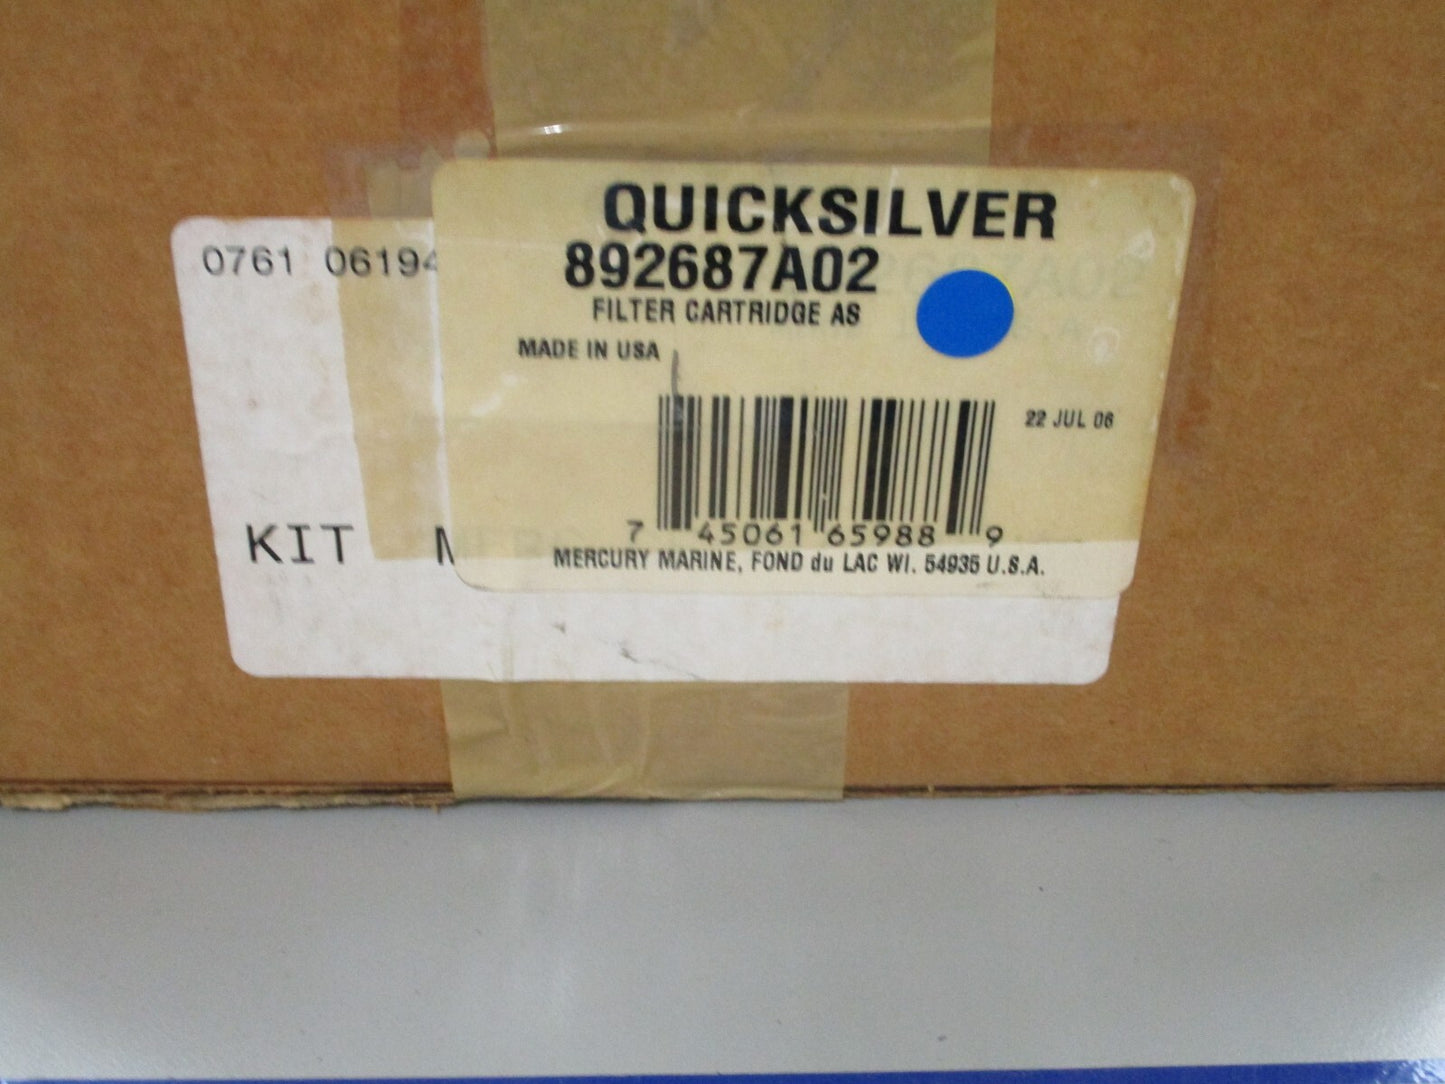 QUICKSILVER
892687A02
FILTER CARTRIDGE AS
MADE IN USA
22 JUL 06
7 45061 65988 9
MERCURY MARINE, FOND du LAC WI. 54935 U.S.A.
0761 06194
KIT